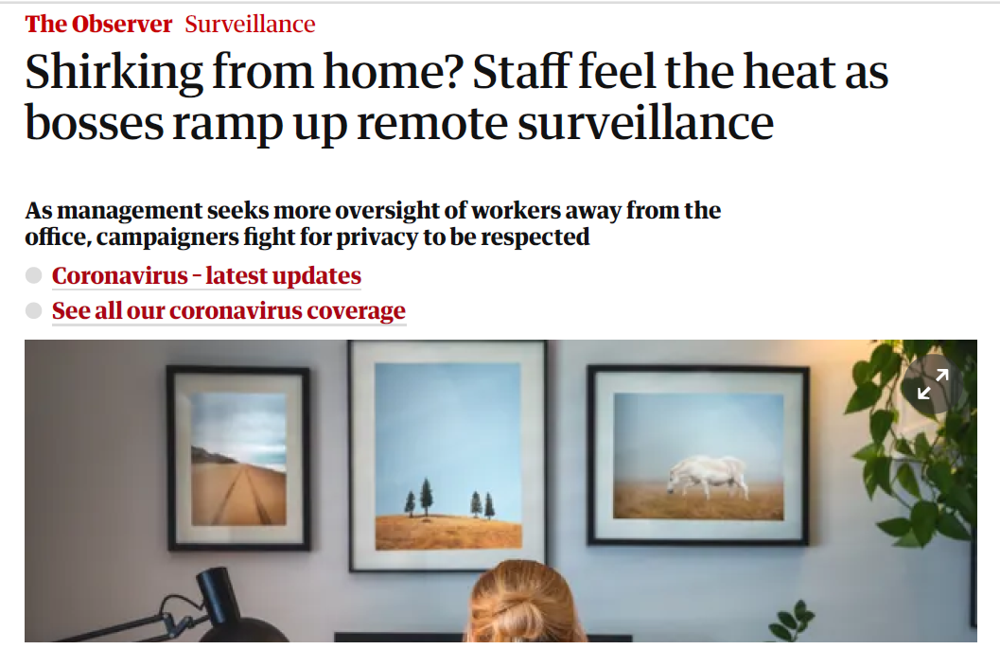 The Observer Surveillance
Shirking from home? Staff feel the heat as
bosses ramp up remote surveillance
As management seeks more oversight of workers away from the
office, campaigners fight for privacy to be respected
Coronavirus – latest updates
See all our coronavirus coverage